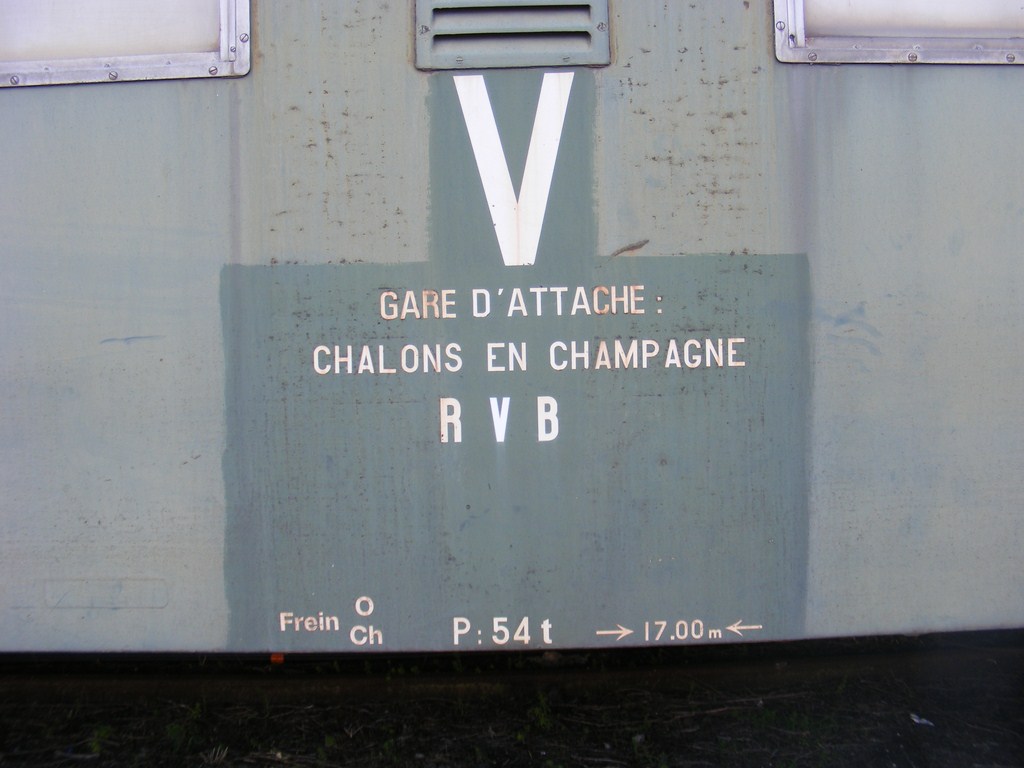 V
GARE D'ATTACHE :
CHALONS EN CHAMPAGNE
R V B
Frein O
Ch
P: 54 t
→ 17.00 m ←